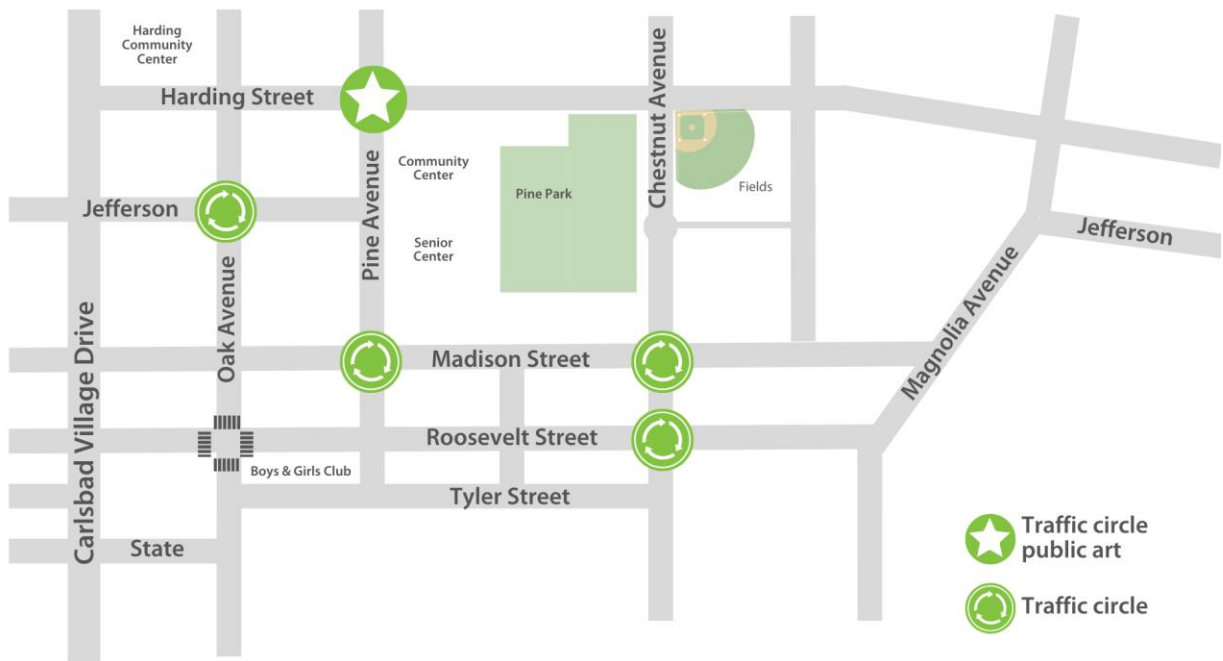 Harding
Community
Center
Harding Street
Chestnut Avenue
Community
Center
Pine Park
Fields
Jefferson
Pine Avenue
Senior
Center
Jefferson
Oak Avenue
Carlsbad Village Drive
Madison Street
Magnolia Avenue
Roosevelt Street
Boys & Girls Club
Tyler Street
State
Traffic circle
public art
Traffic circle